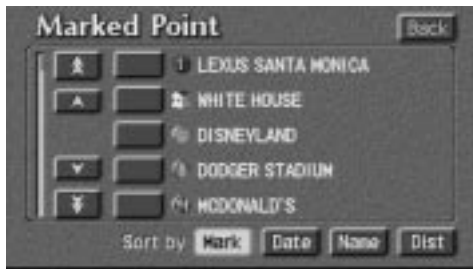 Marked Point Back
LEXUS SANTA MONICA
WHITE HOUSE
DISNEYLAND
DODGER STADIUM
MCDONALD'S
Sort by Mark Date Name Dist